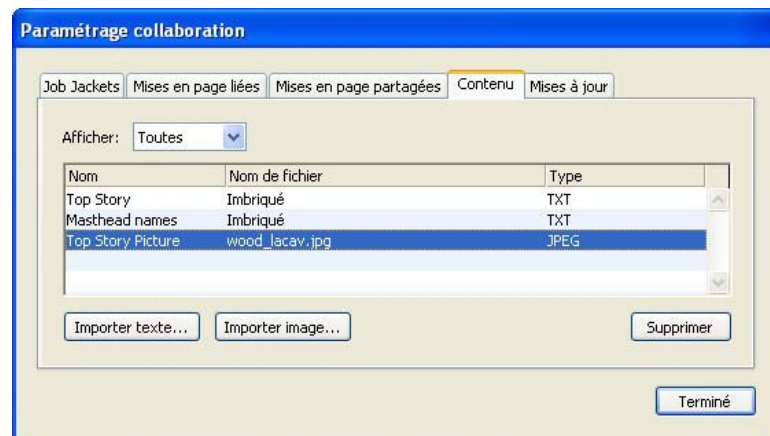 Paramétrage collaboration
Job Jackets Mises en page liées Mises en page partagées Contenu Mises à jour
Afficher: Toutes
Nom Nom de fichier Type
Top Story Imbriqué TXT
Masthead names Imbriqué TXT
Top Story Picture wood_lacav.jpg JPEG
Importer texte... Importer image... Supprimer
Terminé